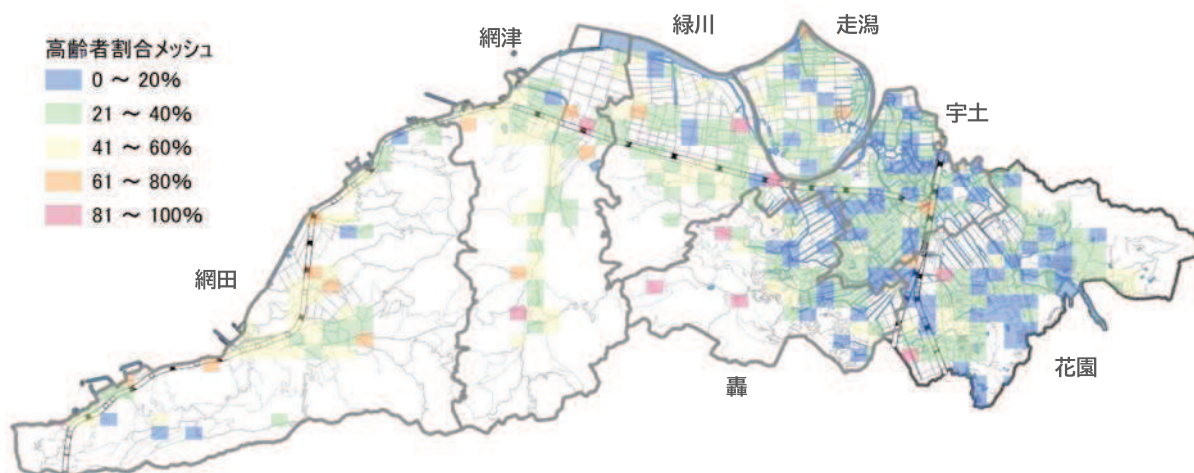 高齢者割合メッシュ
0 ～ 20%
21 ～ 40%
41 ～ 60%
61 ～ 80%
81 ～ 100%
網津
緑川
走潟
宇土
網田
轟
花園